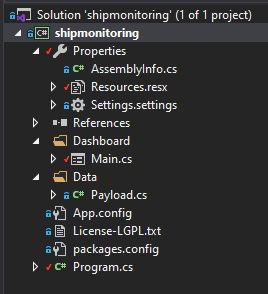 Solution 'shipmonitoring' (1 of 1 project)
C# shipmonitoring
Properties
C# AssemblyInfo.cs
Resources.resx
Settings.settings
References
Dashboard
C# Main.cs
Data
C# Payload.cs
App.config
License-LGPL.txt
packages.config
C# Program.cs